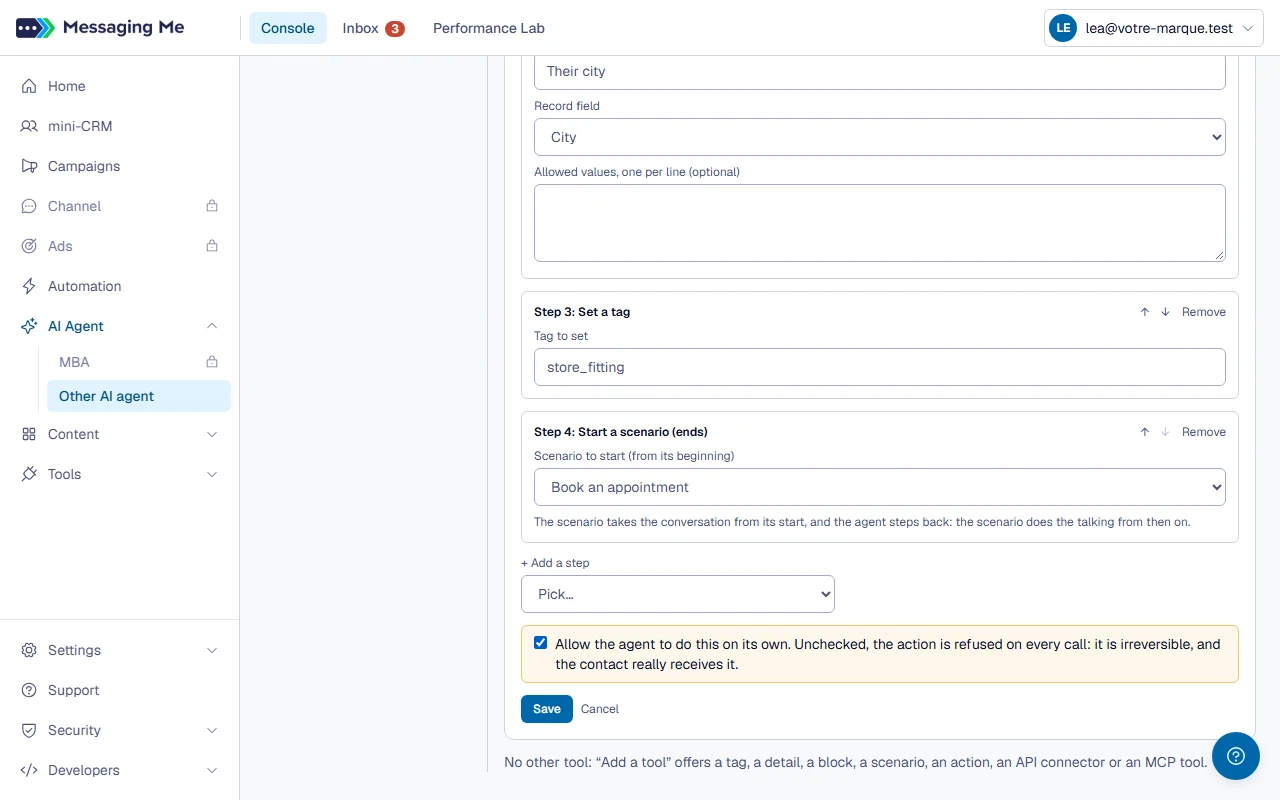 Messaging Me
Console
Inbox 3
Performance Lab
LE
lea@votre-marque.test
Home
mini-CRM
Campaigns
Channel
Ads
Automation
AI Agent
MBA
Other AI agent
Content
Tools
Settings
Support
Security
Developers
Their city
Record field
City
Allowed values, one per line (optional)
Step 3: Set a tag
↑ ↓ Remove
Tag to set
store_fitting
Step 4: Start a scenario (ends)
↑ ↓ Remove
Scenario to start (from its beginning)
Book an appointment
The scenario takes the conversation from its start, and the agent steps back: the scenario does the talking from then on.
+ Add a step
Pick…
Allow the agent to do this on its own. Unchecked, the action is refused on every call: it is irreversible, and
the contact really receives it.
Save
Cancel
No other tool: “Add a tool” offers a tag, a detail, a block, a scenario, an action, an API connector or an MCP tool.